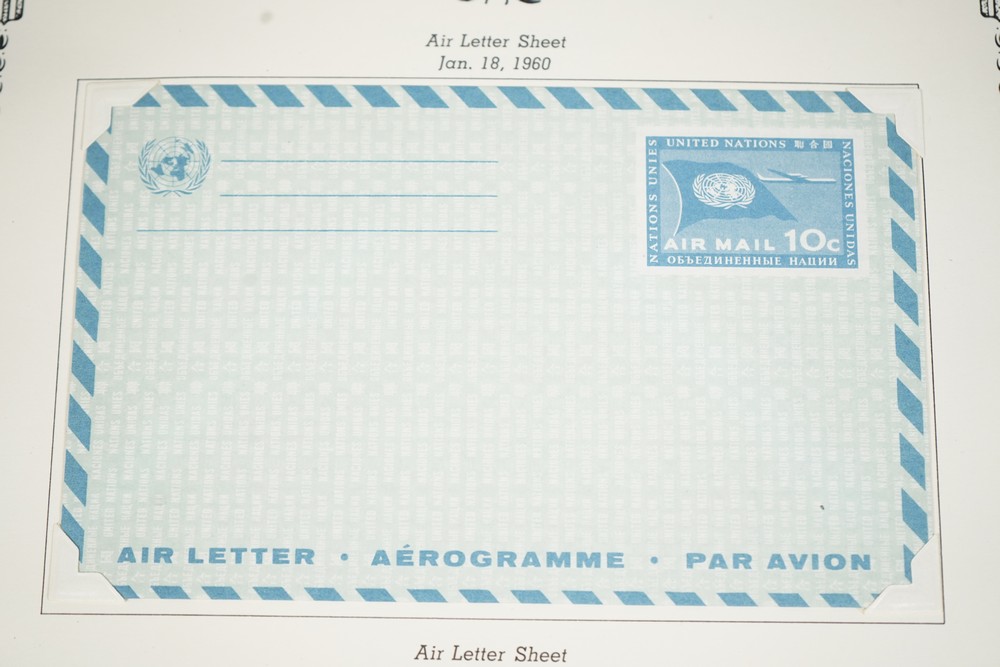 Air Letter Sheet
Jan. 18, 1960
UNITED NATIONS 聯合國
NATIONS UNIES
NACIONES UNIDAS
AIR MAIL 10c
ОБЪЕДИНЕННЫЕ НАЦИИ
AIR LETTER • AÉROGRAMME • PAR AVION
Air Letter Sheet